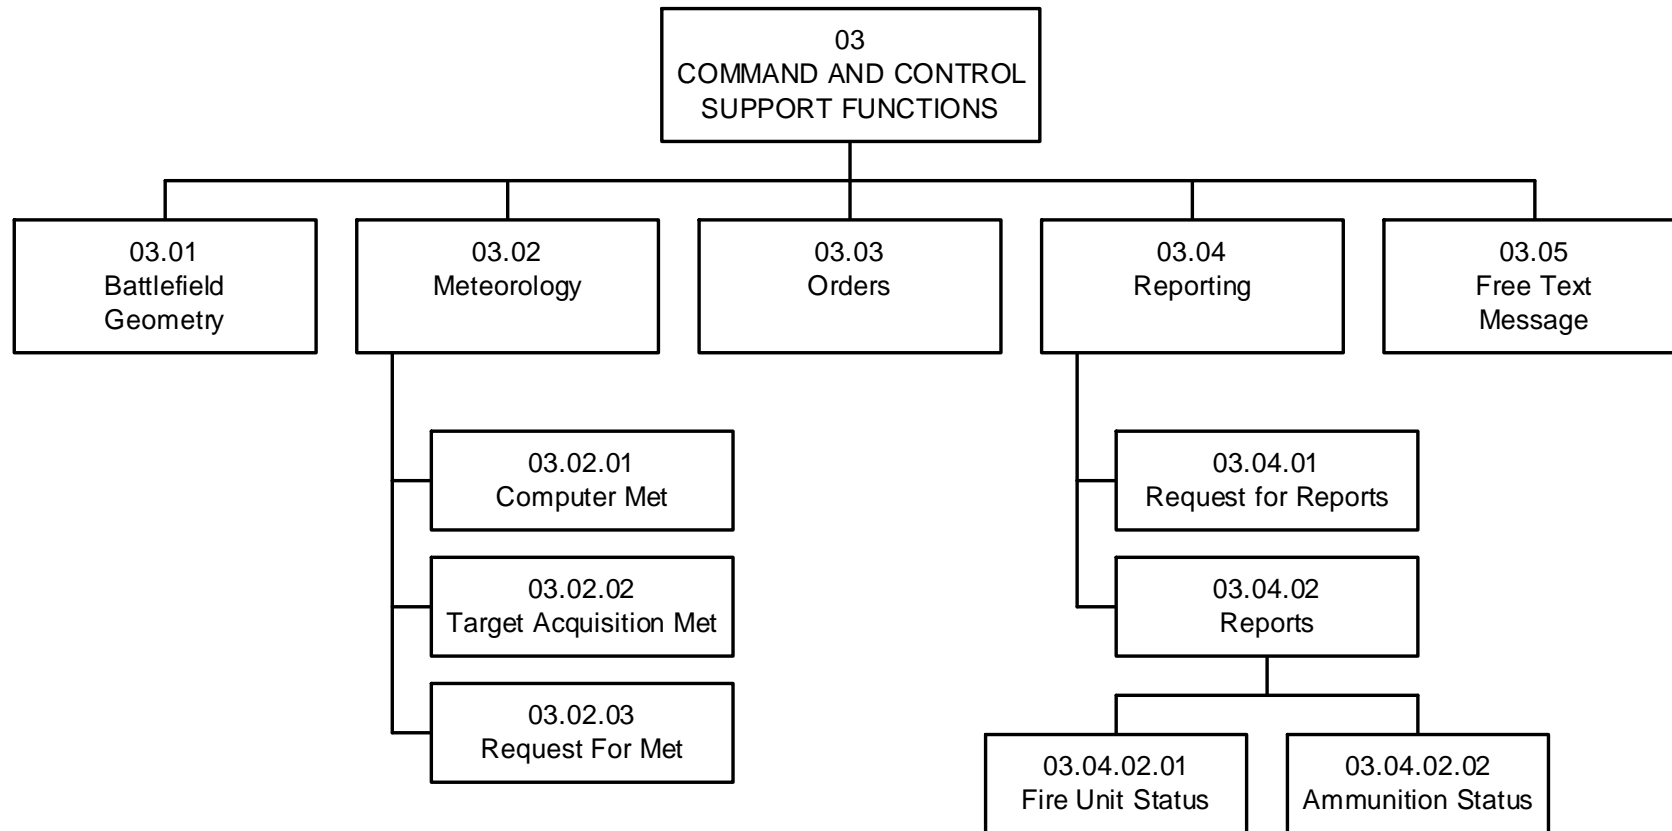 03
COMMAND AND CONTROL
SUPPORT FUNCTIONS
03.01
Battlefield
Geometry
03.02
Meteorology
03.03
Orders
03.04
Reporting
03.05
Free Text
Message
03.02.01
Computer Met
03.02.02
Target Acquisition Met
03.02.03
Request For Met
03.04.01
Request for Reports
03.04.02
Reports
03.04.02.01
Fire Unit Status
03.04.02.02
Ammunition Status